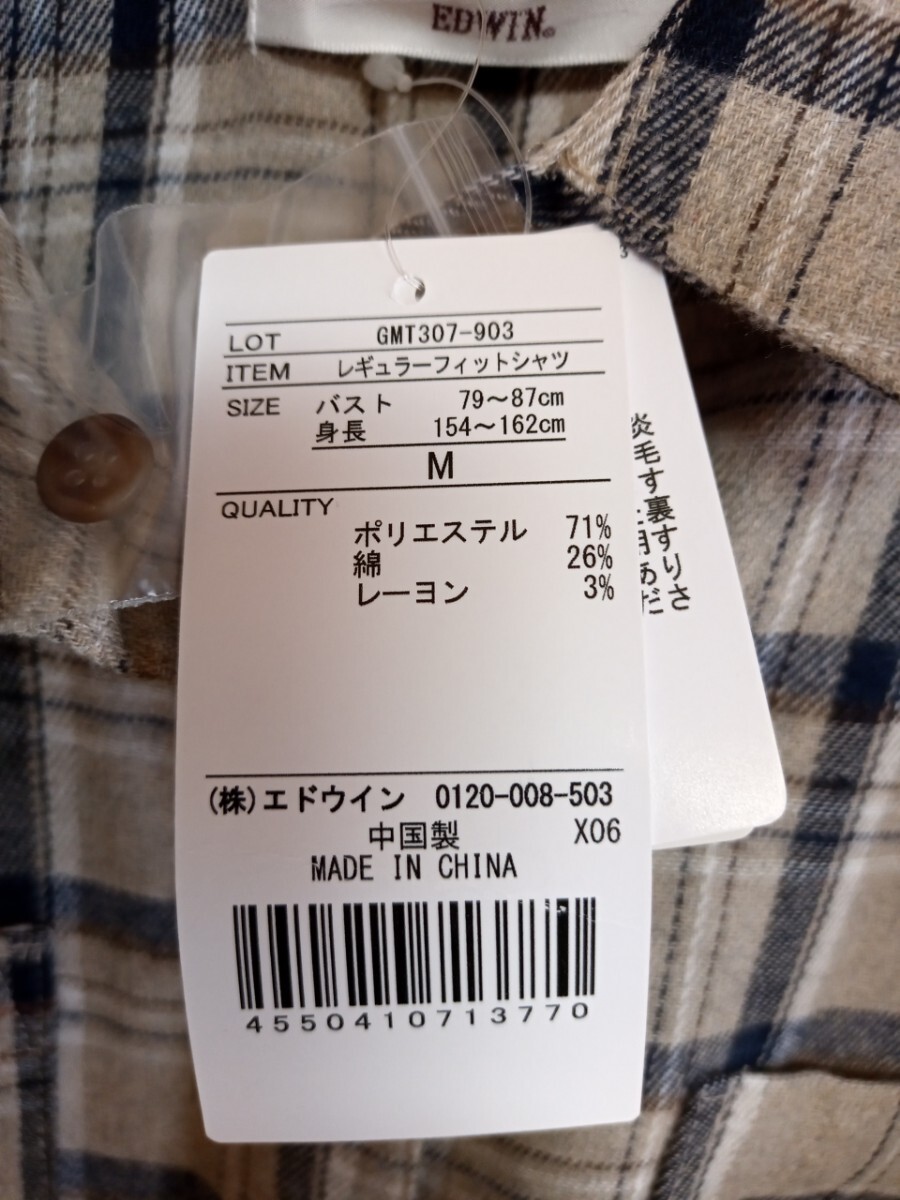 EDWIN®
LOT GMT307-903
ITEM レギュラーフィットシャツ
SIZE バスト 79～87cm
身長 154～162cm
M
QUALITY
ポリエステル 71%
綿 26%
レーヨン 3%
(株)エドウイン 0120-008-503
中国製 X06
MADE IN CHINA
4550410713770